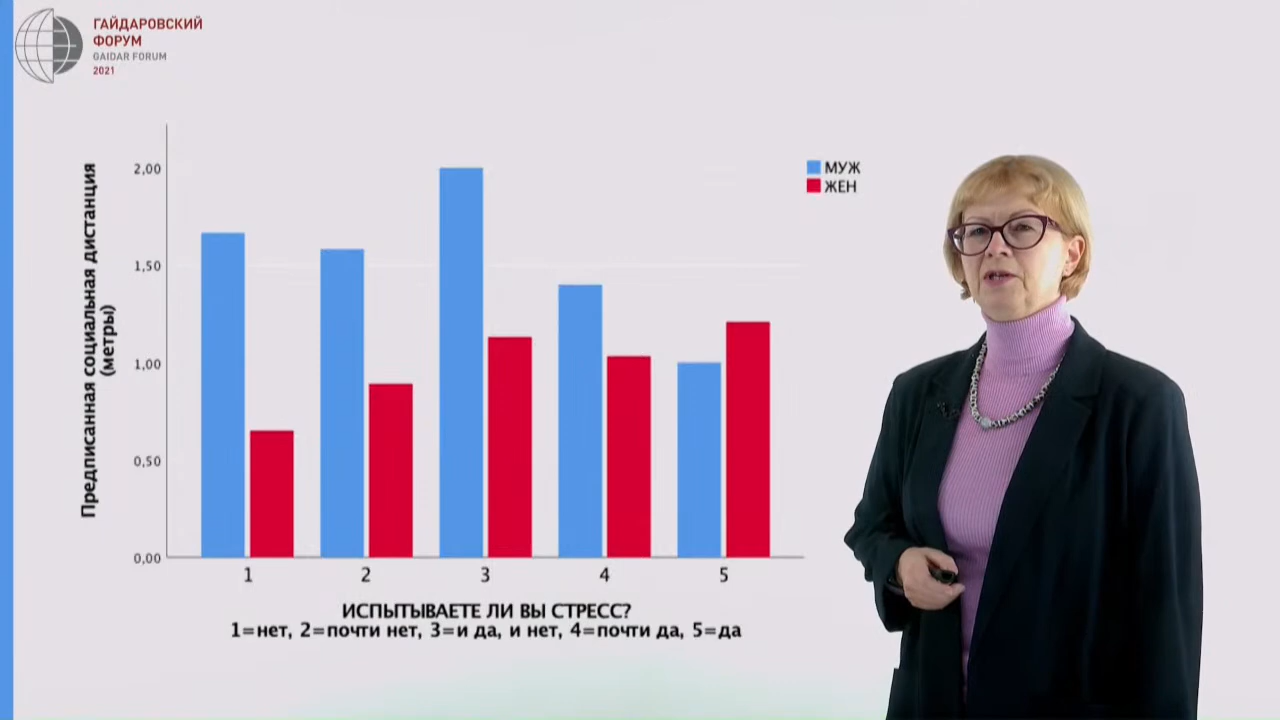 ГАЙДАРОВСКИЙ
ФОРУМ
GAIDAR FORUM
2021
Предписанная социальная дистанция
(метры)
2,00
1,50
1,00
0,50
0,00
МУЖ
ЖЕН
1 2 3 4 5
ИСПЫТЫВАЕТЕ ЛИ ВЫ СТРЕСС?
1=нет, 2=почти нет, 3=и да, и нет, 4=почти да, 5=да